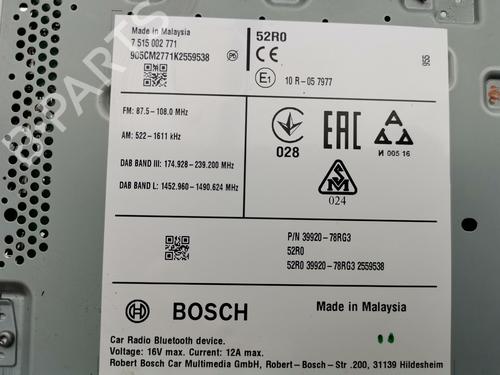 Made in Malaysia
7 515 002 771
905CM2771K2559538
P5
52R0
CE
E1
10 R - 05 7977
955
FM: 87.5 - 108.0 MHz
AM: 522 - 1611 kHz
DAB BAND III: 174.928 - 239.200 MHz
DAB BAND L: 1452.960 - 1490.624 MHz
028
EAC
И 005 16
S M
024
P/N 39920 - 78RG3
52R0
52R0 39920 - 78RG3 2559538
BOSCH
Made in Malaysia
Car Radio Bluetooth device.
Voltage: 16V max. Current: 12A max.
Robert Bosch Car Multimedia GmbH, Robert - Bosch - Str .200, 31139 Hildesheim
B PARTS